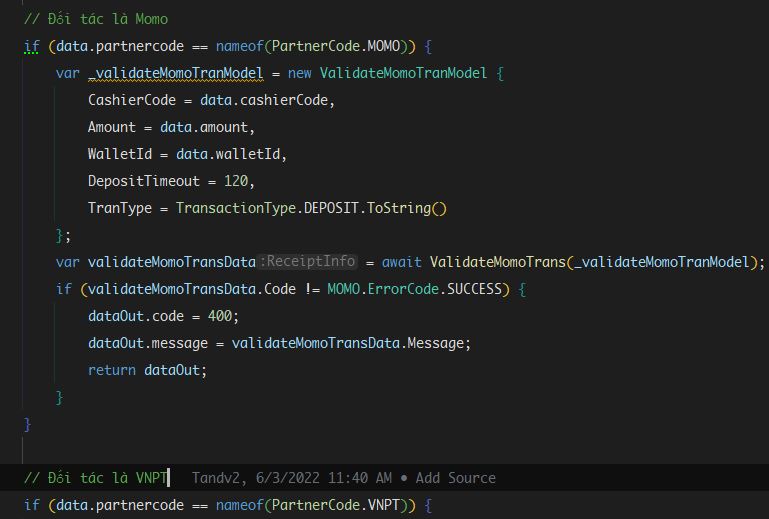 // Đối tác là Momo
if (data.partnercode == nameof(PartnerCode.MOMO)) {
var _validateMomoTranModel = new ValidateMomoTranModel {
CashierCode = data.cashierCode,
Amount = data.amount,
WalletId = data.walletId,
DepositTimeout = 120,
TranType = TransactionType.DEPOSIT.ToString()
};
var validateMomoTransData :ReceiptInfo = await ValidateMomoTrans(_validateMomoTranModel);
if (validateMomoTransData.Code != MOMO.ErrorCode.SUCCESS) {
dataOut.code = 400;
dataOut.message = validateMomoTransData.Message;
return dataOut;
}
}
// Đối tác là VNPT Tandv2, 6/3/2022 11:40 AM • Add Source
if (data.partnercode == nameof(PartnerCode.VNPT)) {